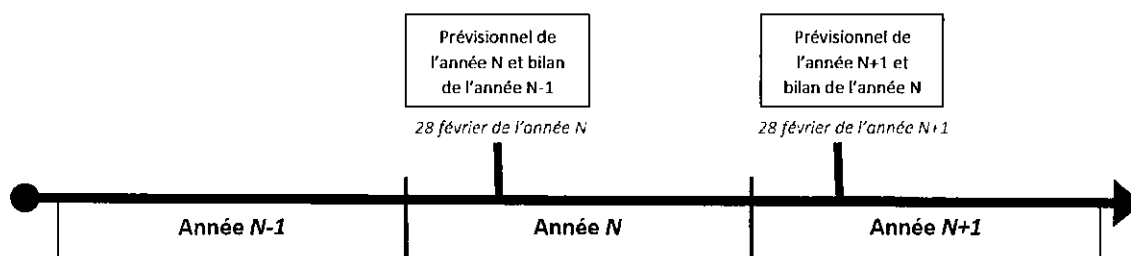 Prévisionnel de
l'année N et bilan
de l'année N-1
Prévisionnel de
l'année N+1 et
bilan de l'année N
28 février de l'année N
28 février de l'année N+1
Année N-1
Année N
Année N+1